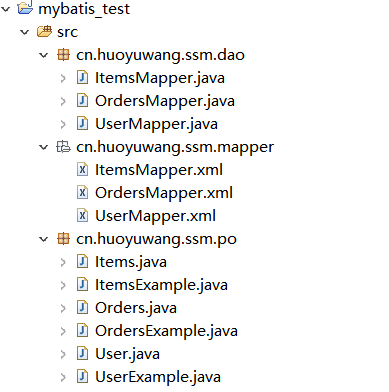 mybatis_test
src
cn.huoyuwang.ssm.dao
ItemsMapper.java
OrdersMapper.java
UserMapper.java
cn.huoyuwang.ssm.mapper
ItemsMapper.xml
OrdersMapper.xml
UserMapper.xml
cn.huoyuwang.ssm.po
Items.java
ItemsExample.java
Orders.java
OrdersExample.java
User.java
UserExample.java